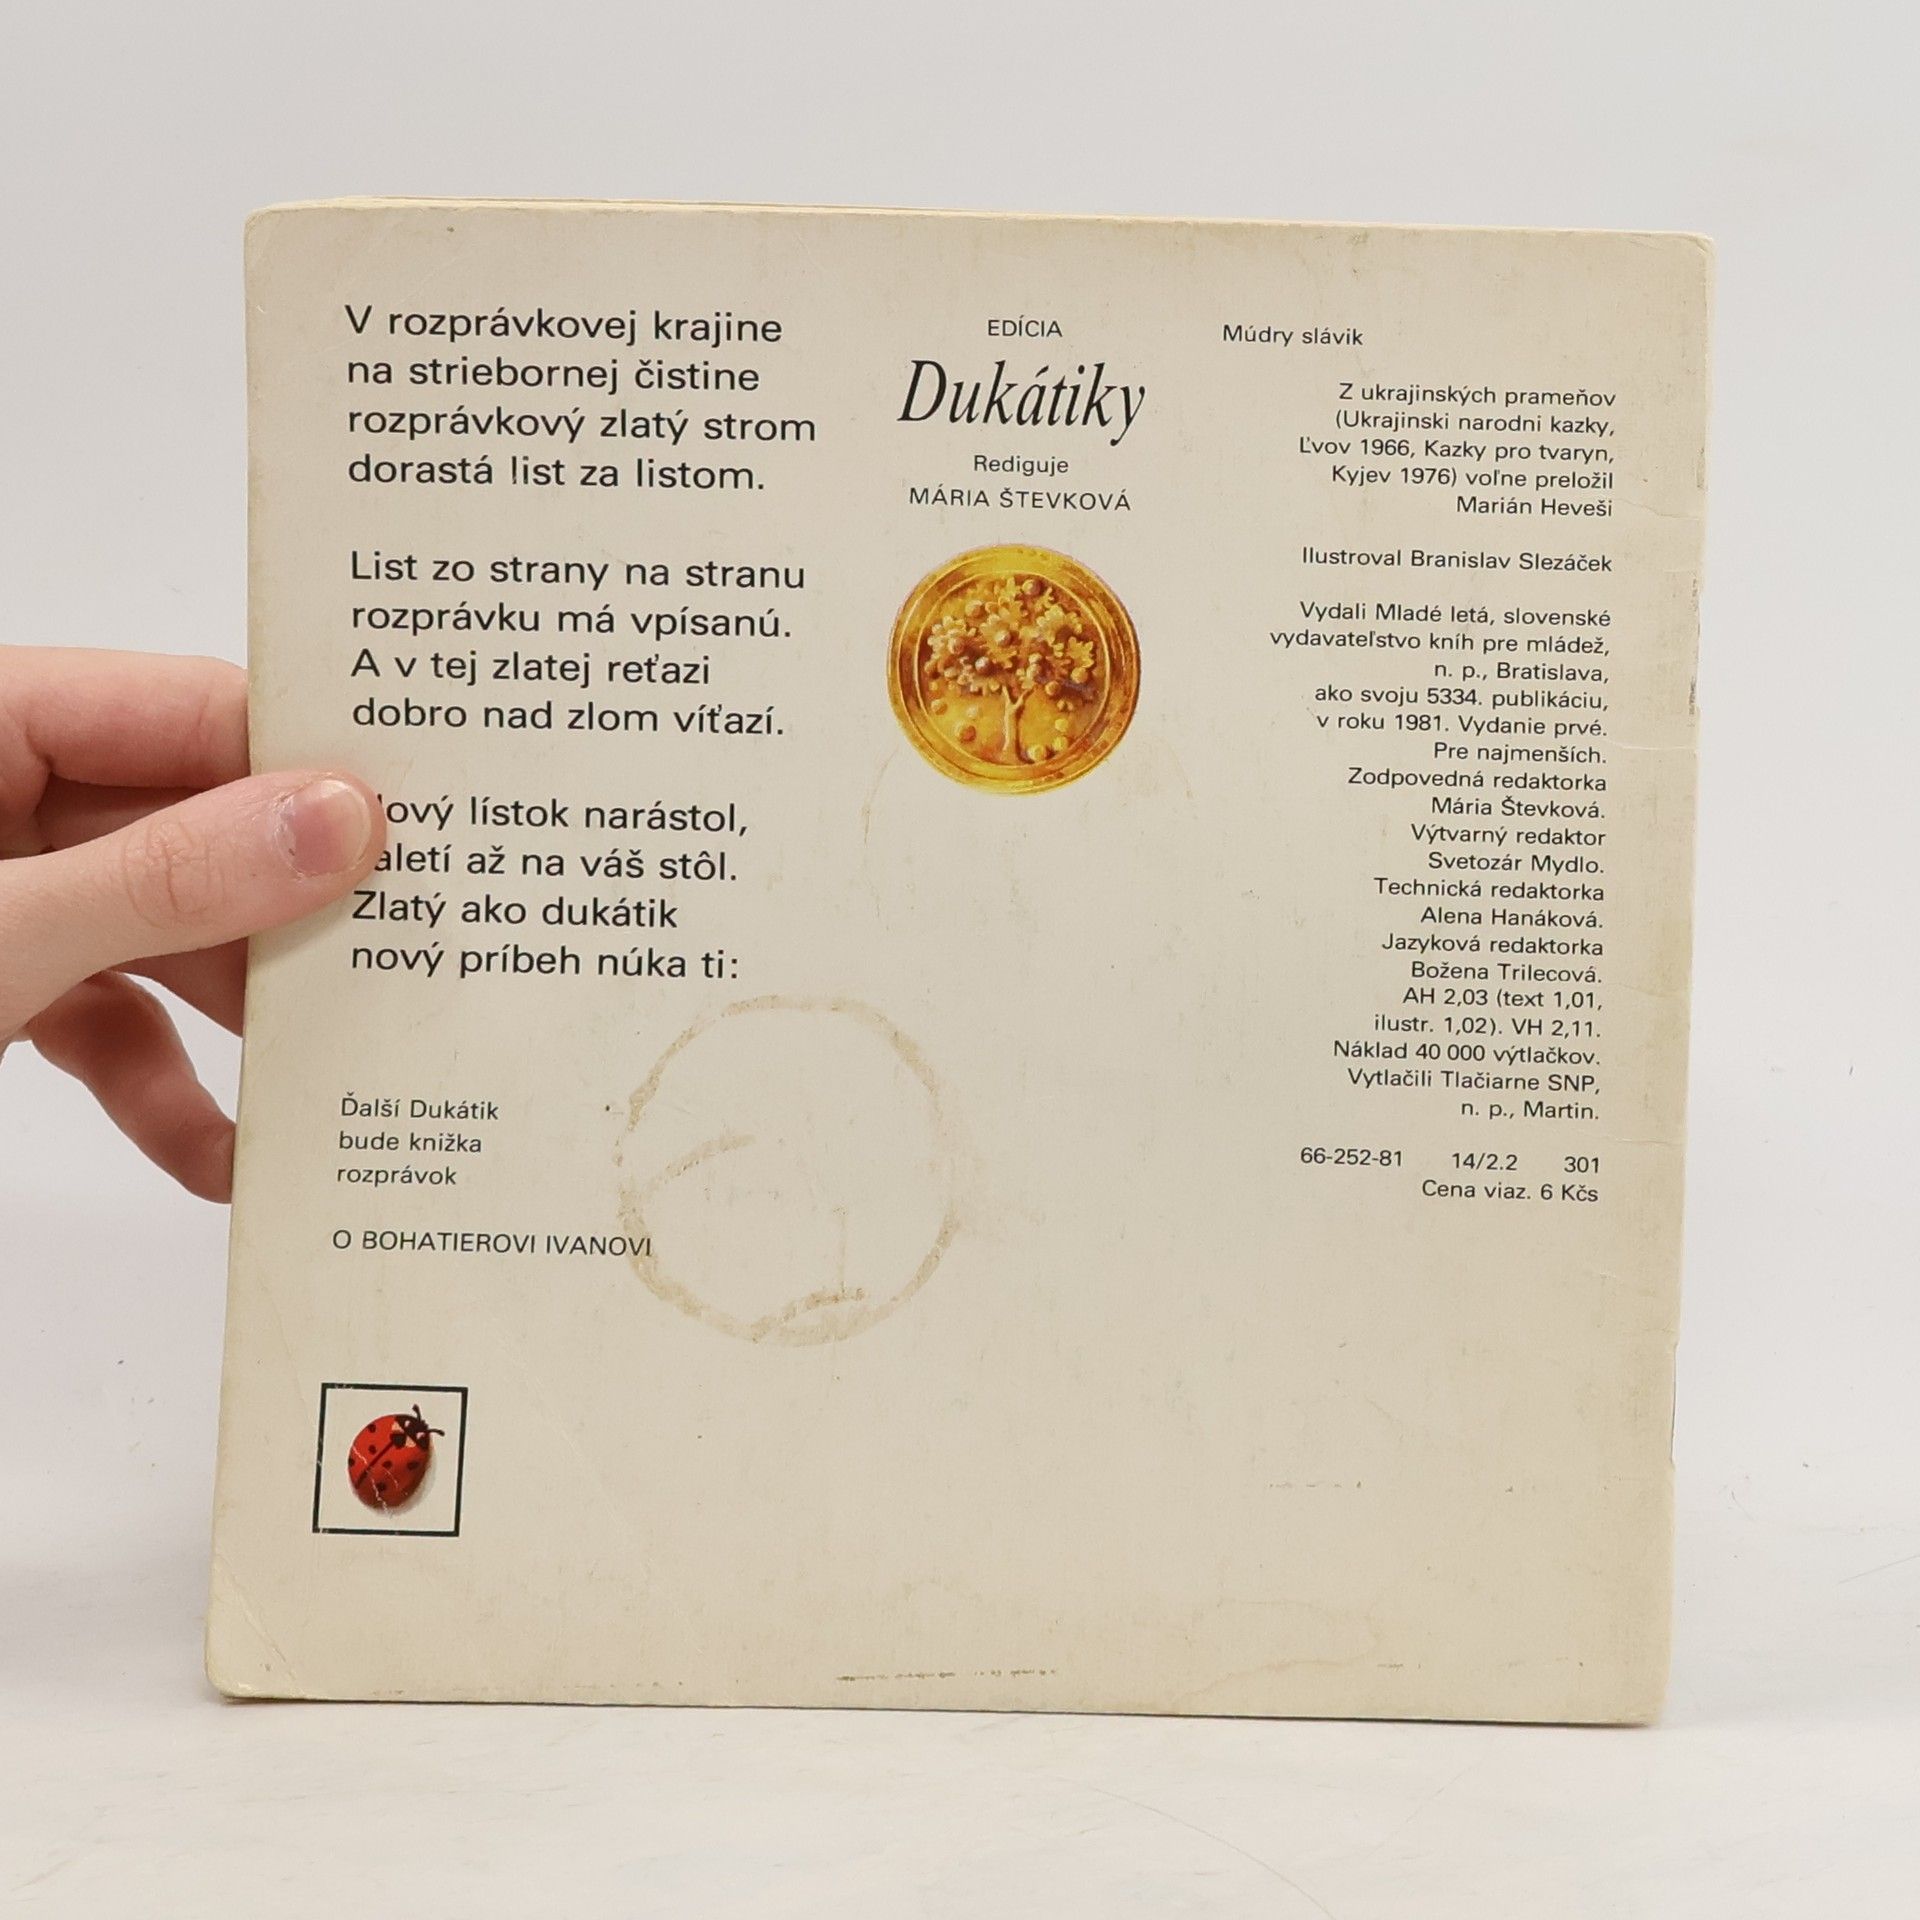 V rozprávkovej krajine
na striebornej čistine
rozprávkový zlatý strom
dorastá list za listom.
List zo strany na stranu
rozprávku má vpísanú.
A v tej zlatej reťazi
dobro nad zlom víťazí.
lístok narástol,
až na váš stôl.
Zlatý ako dukátik
nový príbeh núka ti:
Ďalší Dukátik
bude knižka
rozprávok
O BOHATIEROVI IVANOVI
EDÍCIA
Dukátiky
Rediguje
MÁRIA ŠTEVKOVÁ
Múdry slávik
Z ukrajinských prameňov
(Ukrajinski narodni kazky,
Ľvov 1966, Kazky pro tvaryn,
Kyjev 1976) voľne preložil
Marián Heveši
Ilustroval Branislav Slezáček
Vydali Mladé letá, slovenské
vydavateľstvo kníh pre mládež,
n. p., Bratislava,
ako svoju 5334. publikáciu,
v roku 1981. Vydanie prvé.
Pre najmenších.
Zodpovedná redaktorka
Mária Števková.
Výtvarný redaktor
Svetozár Mydlo.
Technická redaktorka
Alena Hanáková.
Jazyková redaktorka
Božena Trilecová.
AH 2,03 (text 1,01,
ilustr. 1,02). VH 2,11.
Náklad 40 000 výtlačkov.
Vytlačili Tlačiarne SNP,
n. p., Martin.
66-252-81 14/2.2 301
Cena viaz. 6 Kčs